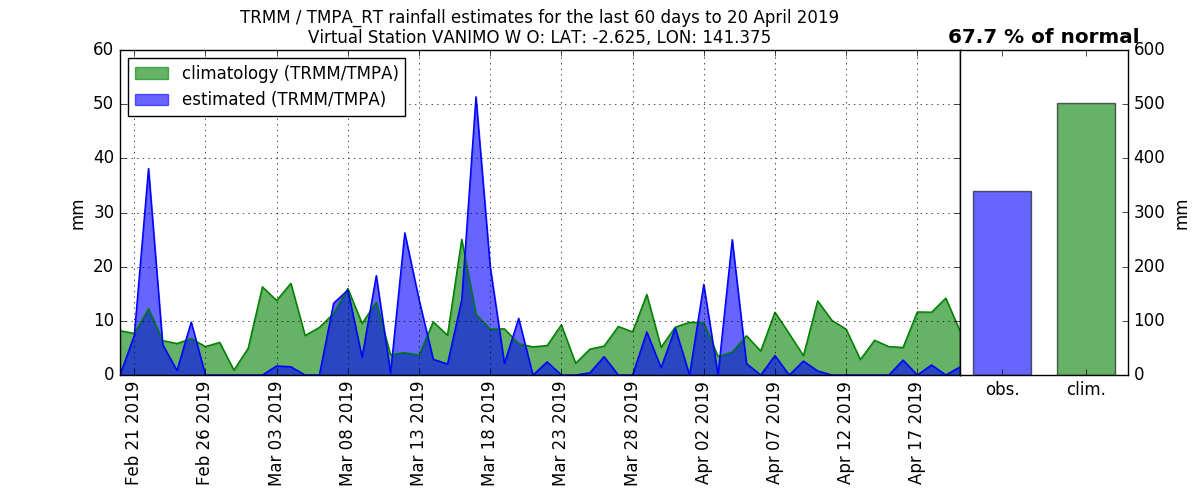 TRMM / TMPA_RT rainfall estimates for the last 60 days to 20 April 2019
Virtual Station VANIMO W O: LAT: -2.625, LON: 141.375
67.7 % of normal
climatology (TRMM/TMPA)
estimated (TRMM/TMPA)
60
50
40
30
20
10
0
mm
Feb 21 2019
Feb 26 2019
Mar 03 2019
Mar 08 2019
Mar 13 2019
Mar 18 2019
Mar 23 2019
Mar 28 2019
Apr 02 2019
Apr 07 2019
Apr 12 2019
Apr 17 2019
600
500
400
300
200
100
0
mm
obs.
clim.